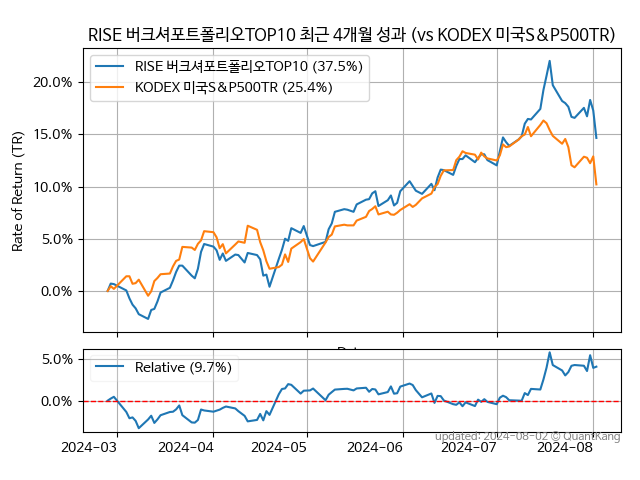 RISE 버크셔포트폴리오TOP10 최근 4개월 성과 (vs KODEX 미국S&P500TR)
RISE 버크셔포트폴리오TOP10 (37.5%)
KODEX 미국S&P500TR (25.4%)
Rate of Return (TR)
20.0%
15.0%
10.0%
5.0%
0.0%
Relative (9.7%)
5.0%
0.0%
2024-03
2024-04
2024-05
2024-06
2024-07
2024-08
updated: 2024-08-02 © QuantKang